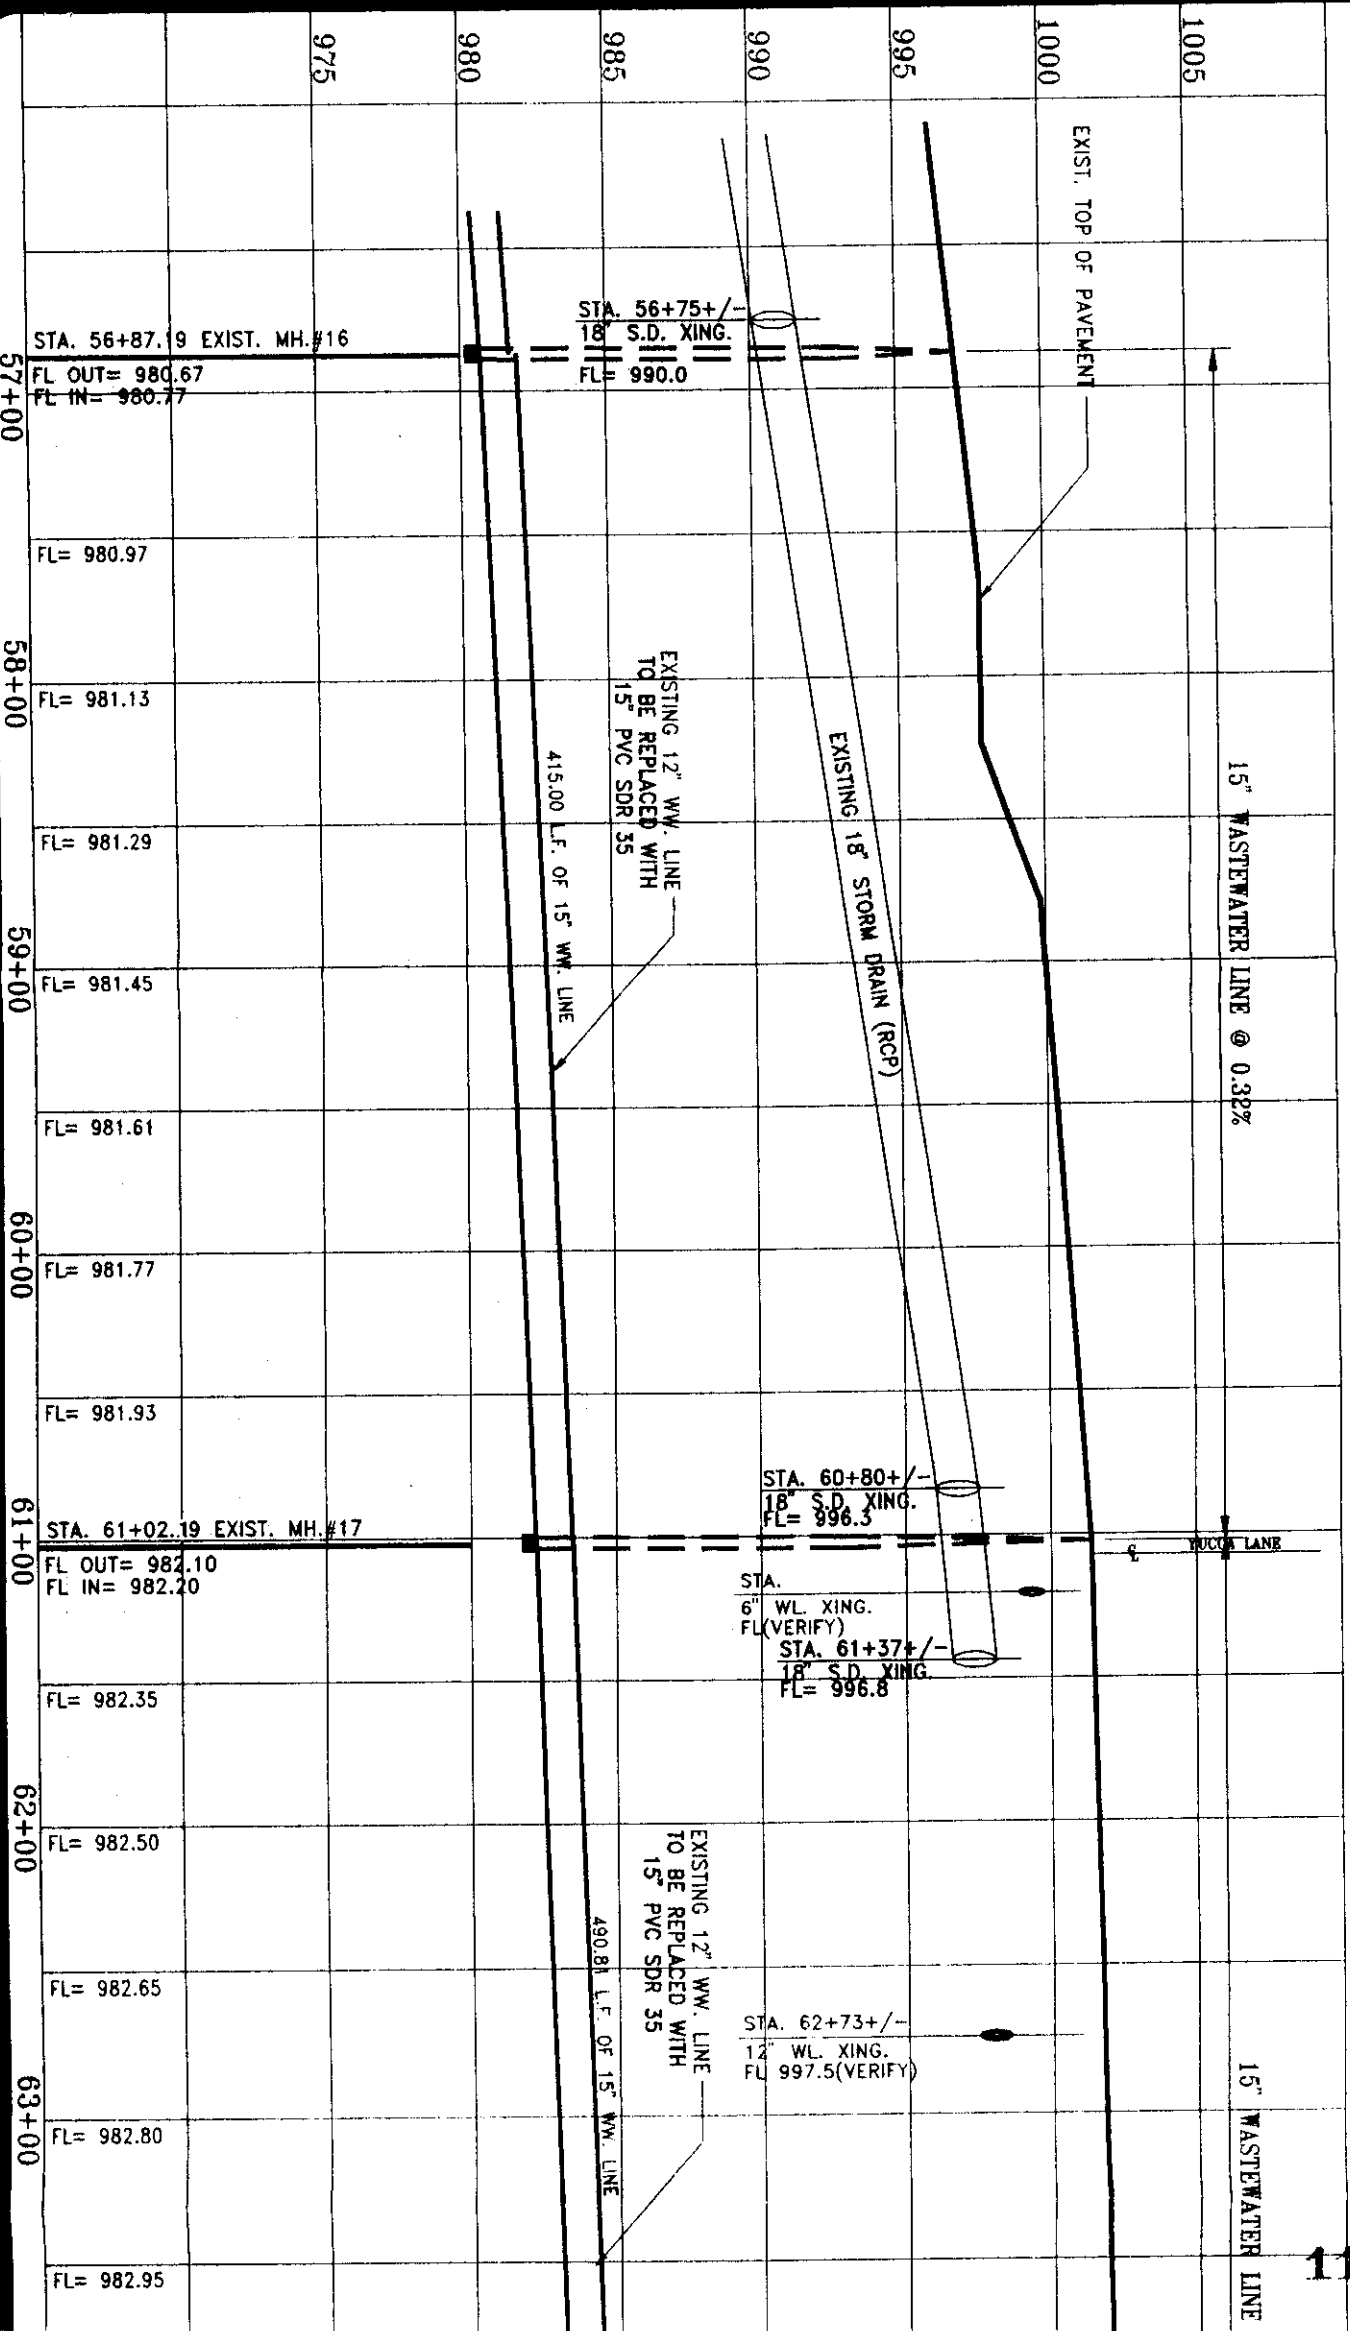 1005
1000
995
990
985
980
975
EXIST. TOP OF PAVEMENT
STA. 56+75+/-
18" S.D. XING.
FL= 990.0
STA. 56+87.19 EXIST. MH.#16
FL OUT= 980.67
FL IN= 980.77
57+00
FL= 980.97
58+00
FL= 981.13
FL= 981.29
59+00
FL= 981.45
FL= 981.61
60+00
FL= 981.77
FL= 981.93
EXISTING 12" WW. LINE
TO BE REPLACED WITH
15" PVC SDR 35
415.00 L.F. OF 15" WW. LINE
EXISTING 18" STORM DRAIN (RCP)
15" WASTEWATER LINE @ 0.32%
STA. 60+80+/-
18" S.D. XING.
FL= 996.3
61+00
STA. 61+02.19 EXIST. MH.#17
FL OUT= 982.10
FL IN= 982.20
℄ YUCCA LANE
STA.
6" WL. XING.
FL(VERIFY)
STA. 61+37+/-
18" S.D. XING.
FL= 996.8
FL= 982.35
62+00
FL= 982.50
FL= 982.65
63+00
FL= 982.80
FL= 982.95
EXISTING 12" WW. LINE
TO BE REPLACED WITH
15" PVC SDR 35
490.81 L.F. OF 15" WW. LINE
STA. 62+73+/-
12" WL. XING.
FL 997.5(VERIFY)
15" WASTEWATER LINE
11